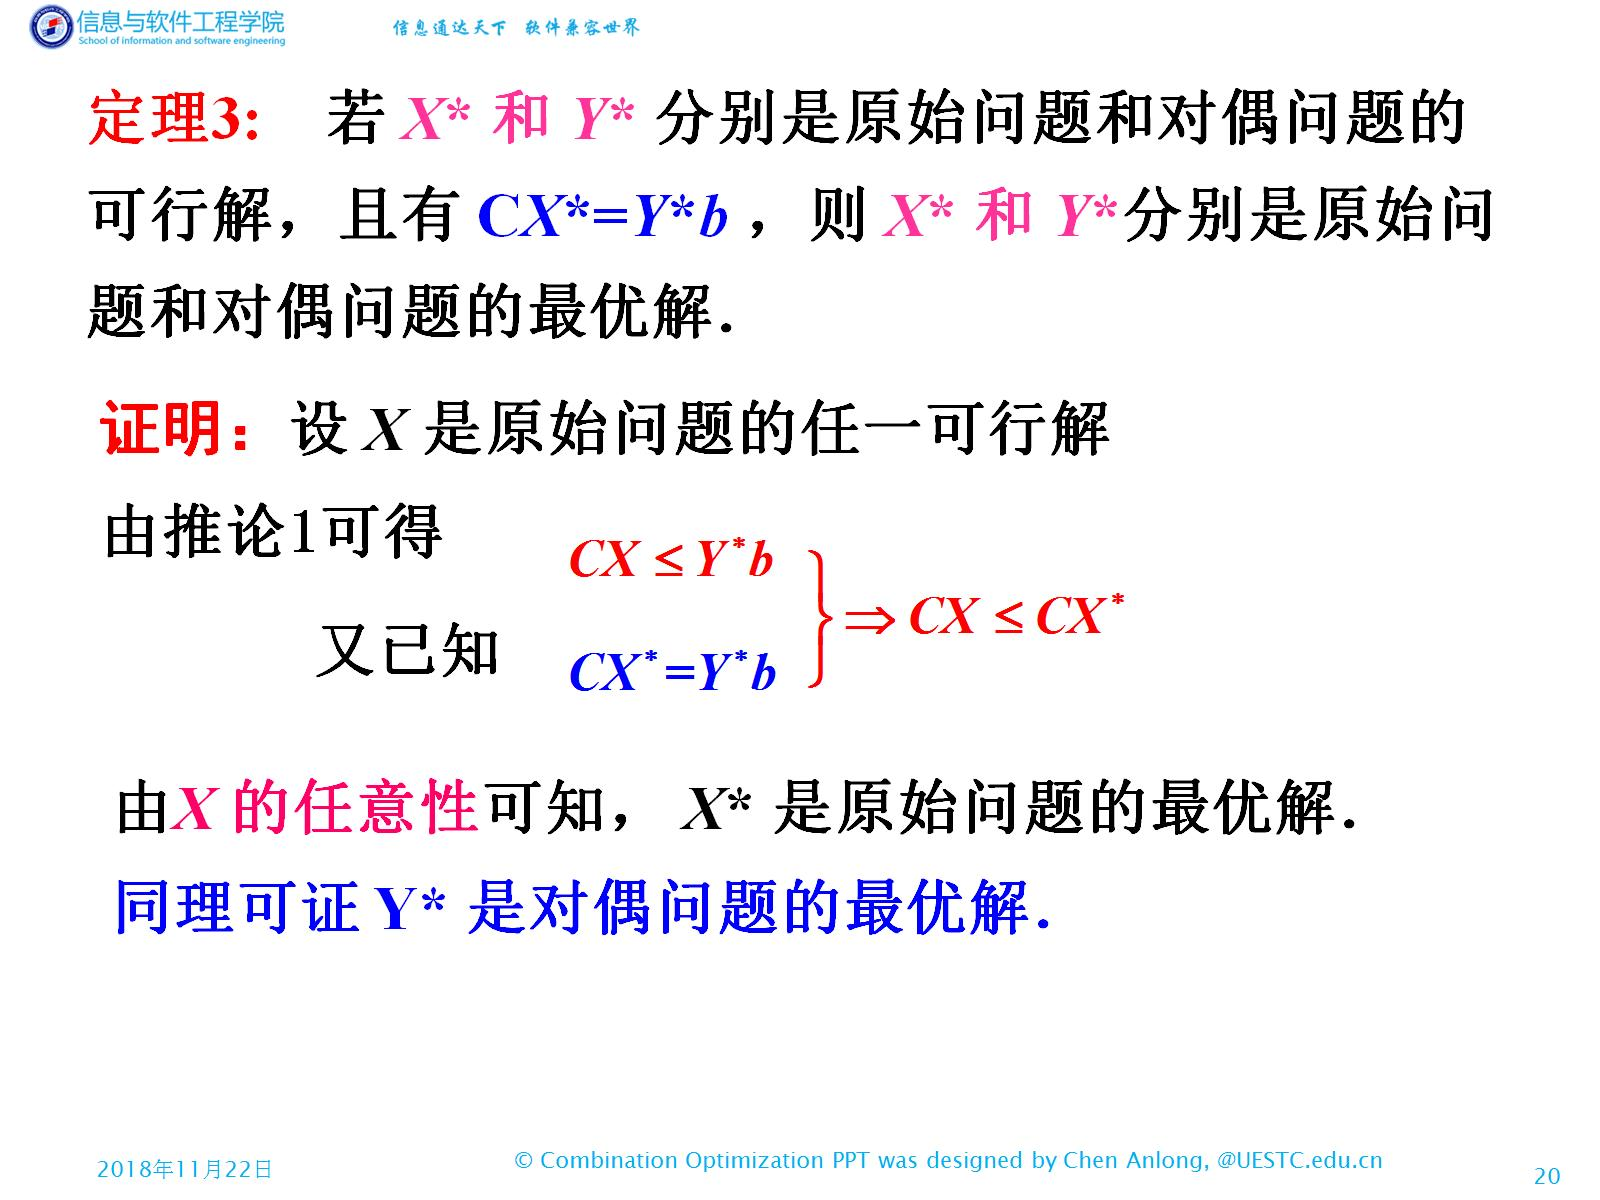 信息与软件工程学院
School of information and software engineering
信息通达天下 软件兼容世界
定理3: 若 X* 和 Y* 分别是原始问题和对偶问题的
可行解，且有 CX*=Y*b ，则 X* 和 Y*分别是原始问
题和对偶问题的最优解.
证明：设 X 是原始问题的任一可行解
由推论1可得
CX ≤ Y*b
⇒ CX ≤ CX*
又已知
CX*=Y*b
由X 的任意性可知， X* 是原始问题的最优解.
同理可证 Y* 是对偶问题的最优解.
2018年11月22日
© Combination Optimization PPT was designed by Chen Anlong, @UESTC.edu.cn
20